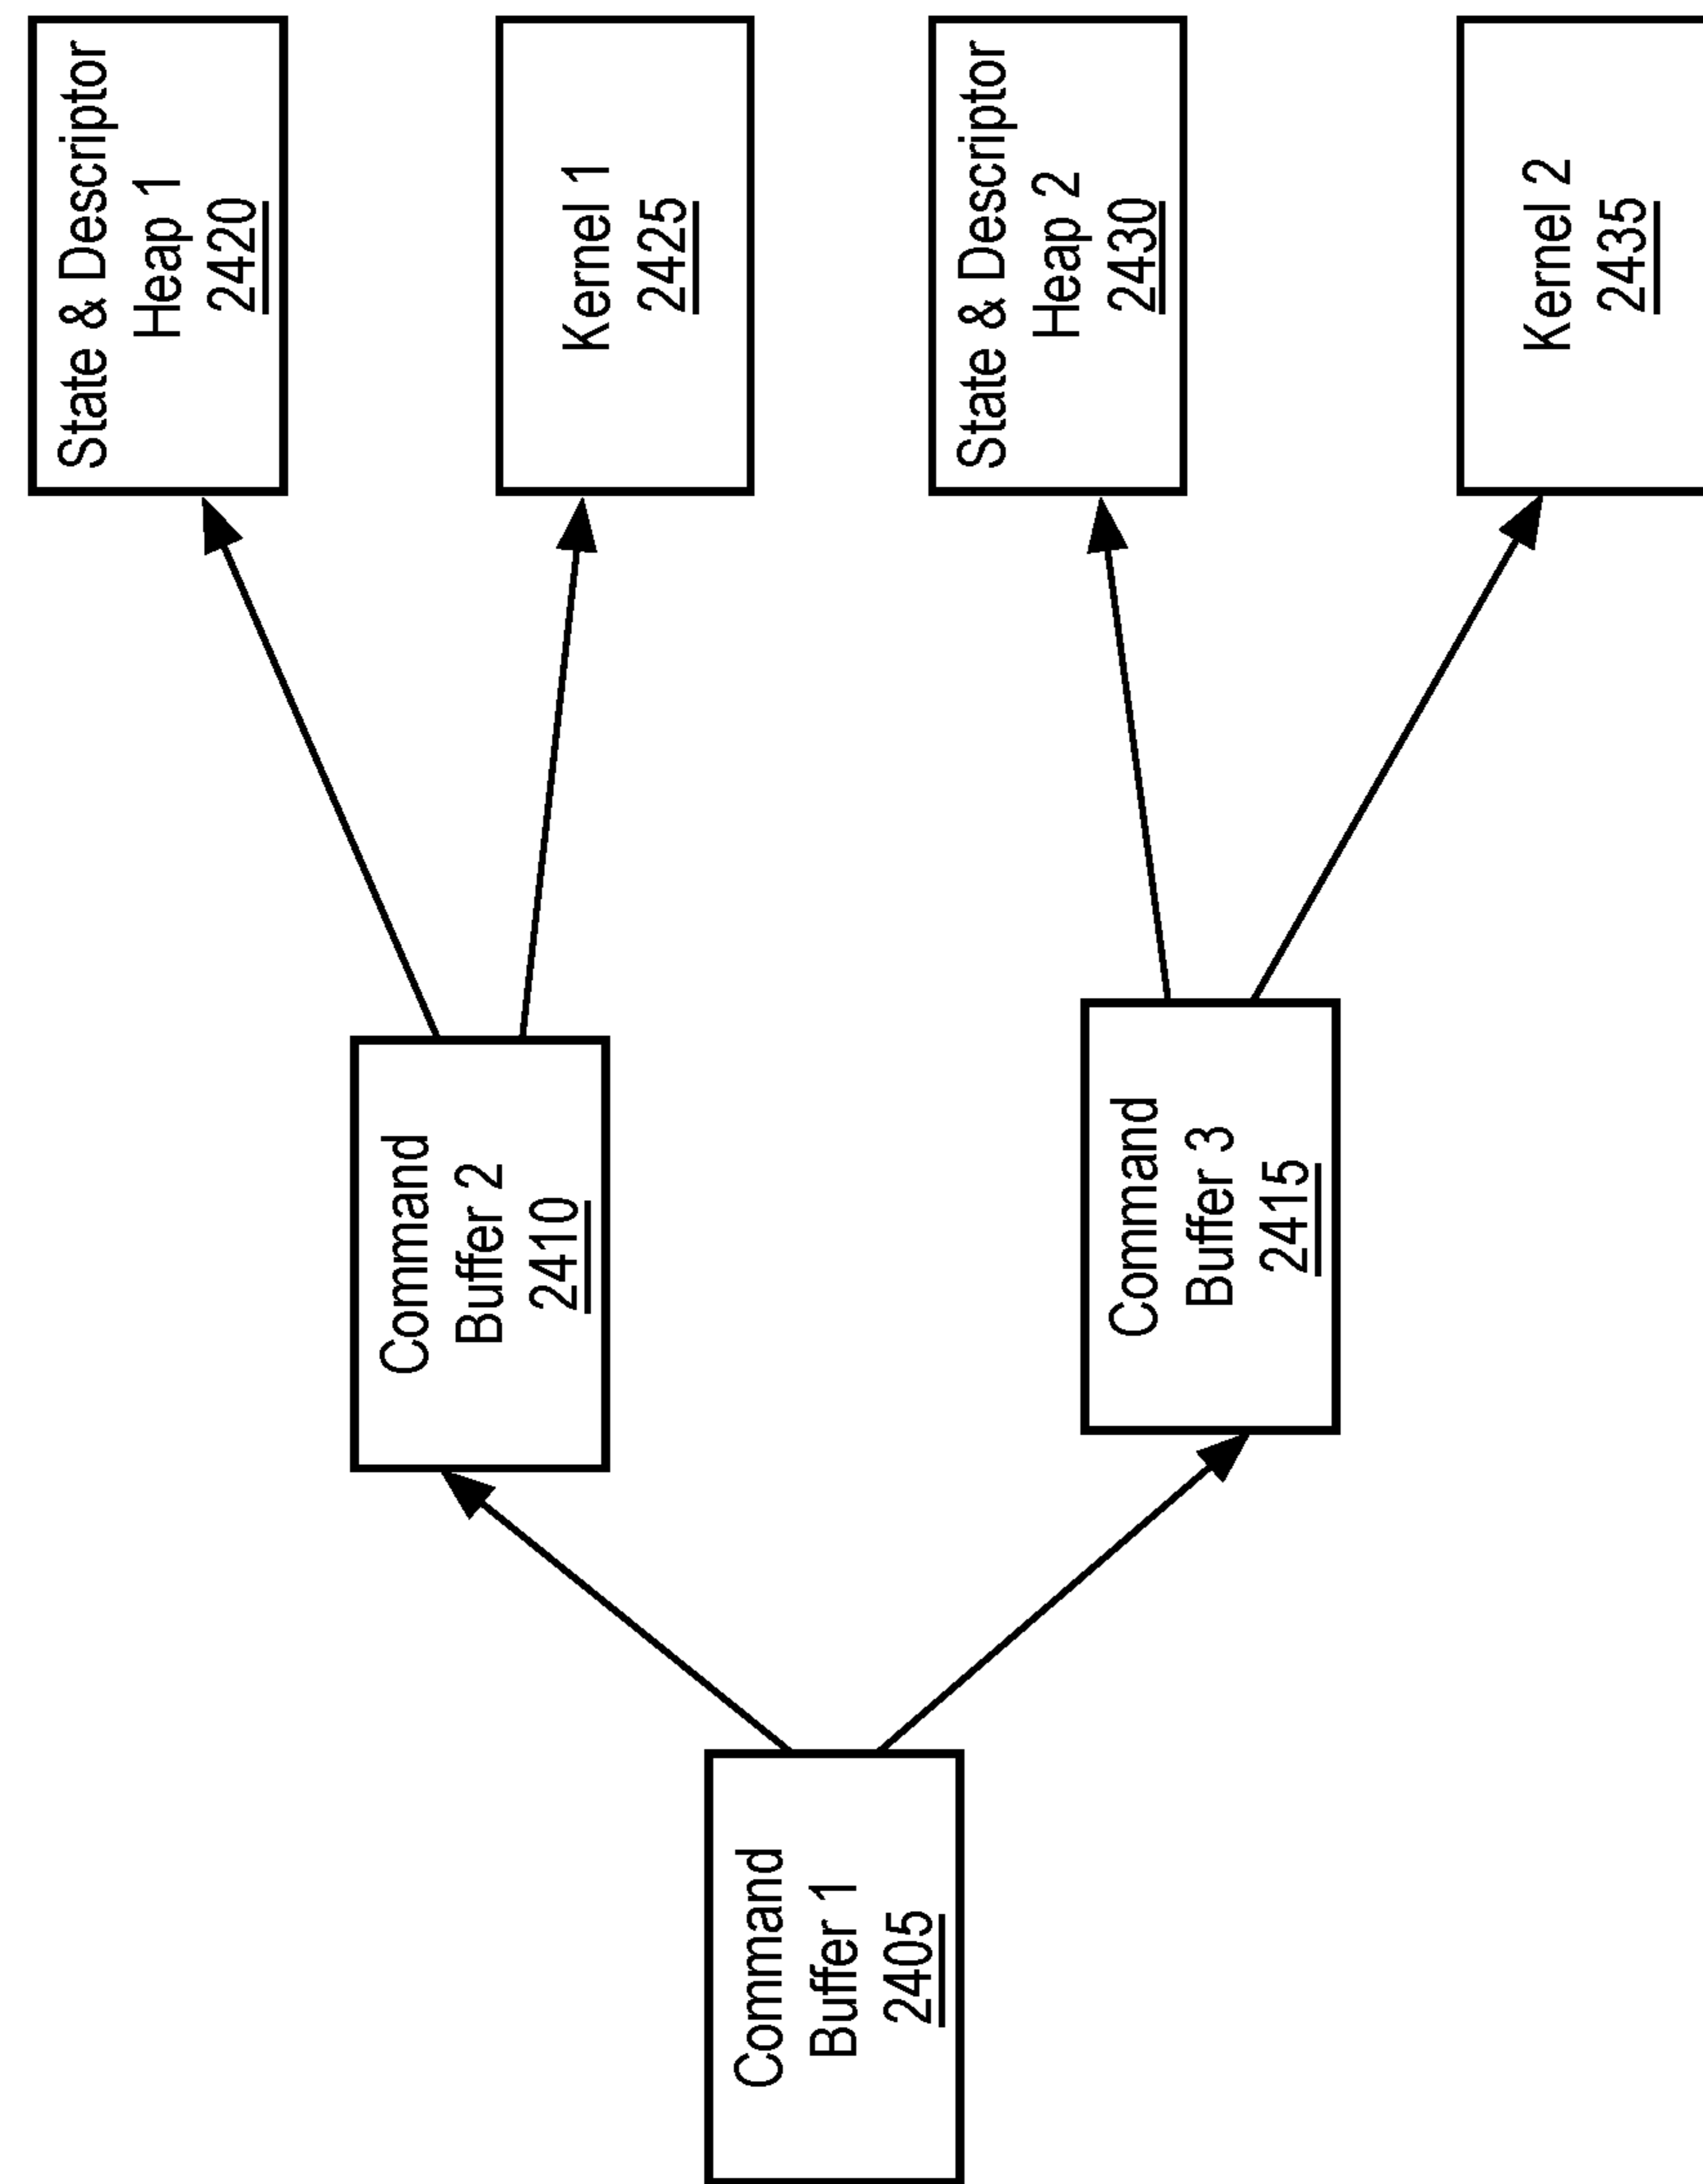 State & Descriptor
Heap 1
2420
Kernel 1
2425
State & Descriptor
Heap 2
2430
Kernel 2
2435
Command
Buffer 2
2410
Command
Buffer 3
2415
Command
Buffer 1
2405